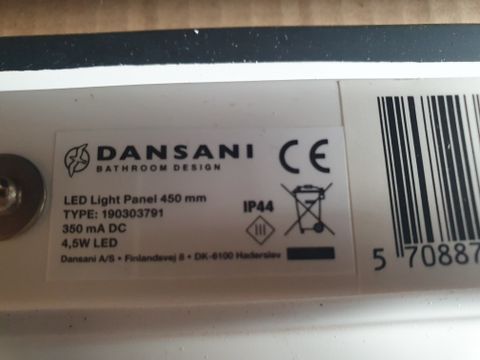 DANSANI
BATHROOM DESIGN
CE
LED Light Panel 450 mm
TYPE: 190303791
350 mA DC
4,5W LED
IP44
III
Dansani A/S • Finlandsvej 8 • DK-6100 Haderslev
5 70887